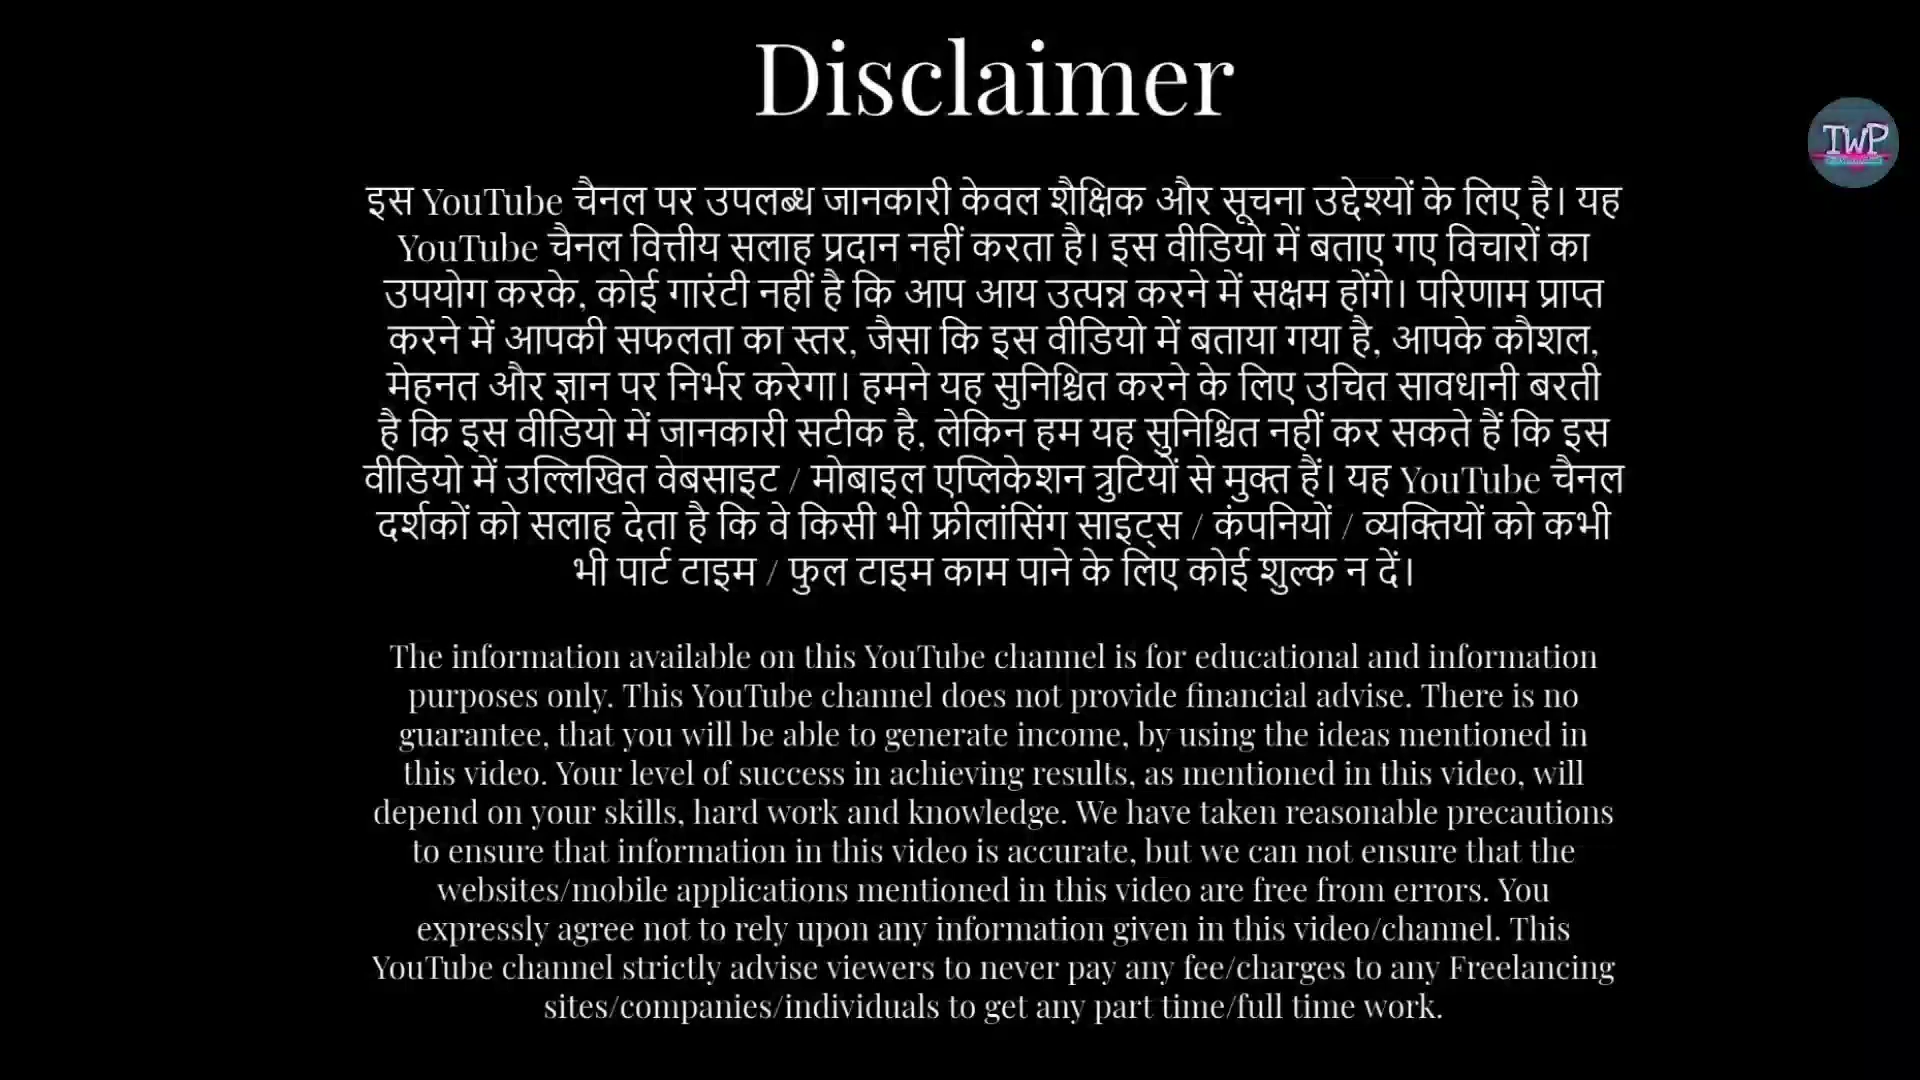 Disclaimer
TWP
इस YouTube चैनल पर उपलब्ध जानकारी केवल शैक्षिक और सूचना उद्देश्यों के लिए है। यह
YouTube चैनल वित्तीय सलाह प्रदान नहीं करता है। इस वीडियो में बताए गए विचारों का
उपयोग करके, कोई गारंटी नहीं है कि आप आय उत्पन्न करने में सक्षम होंगे। परिणाम प्राप्त
करने में आपकी सफलता का स्तर, जैसा कि इस वीडियो में बताया गया है, आपके कौशल,
मेहनत और ज्ञान पर निर्भर करेगा। हमने यह सुनिश्चित करने के लिए उचित सावधानी बरती
है कि इस वीडियो में जानकारी सटीक है, लेकिन हम यह सुनिश्चित नहीं कर सकते हैं कि इस
वीडियो में उल्लिखित वेबसाइट / मोबाइल एप्लिकेशन त्रुटियों से मुक्त हैं। यह YouTube चैनल
दर्शकों को सलाह देता है कि वे किसी भी फ्रीलांसिंग साइट्स / कंपनियों / व्यक्तियों को कभी
भी पार्ट टाइम / फुल टाइम काम पाने के लिए कोई शुल्क न दें।
The information available on this YouTube channel is for educational and information
purposes only. This YouTube channel does not provide financial advise. There is no
guarantee, that you will be able to generate income, by using the ideas mentioned in
this video. Your level of success in achieving results, as mentioned in this video, will
depend on your skills, hard work and knowledge. We have taken reasonable precautions
to ensure that information in this video is accurate, but we can not ensure that the
websites/mobile applications mentioned in this video are free from errors. You
expressly agree not to rely upon any information given in this video/channel. This
YouTube channel strictly advise viewers to never pay any fee/charges to any Freelancing
sites/companies/individuals to get any part time/full time work.